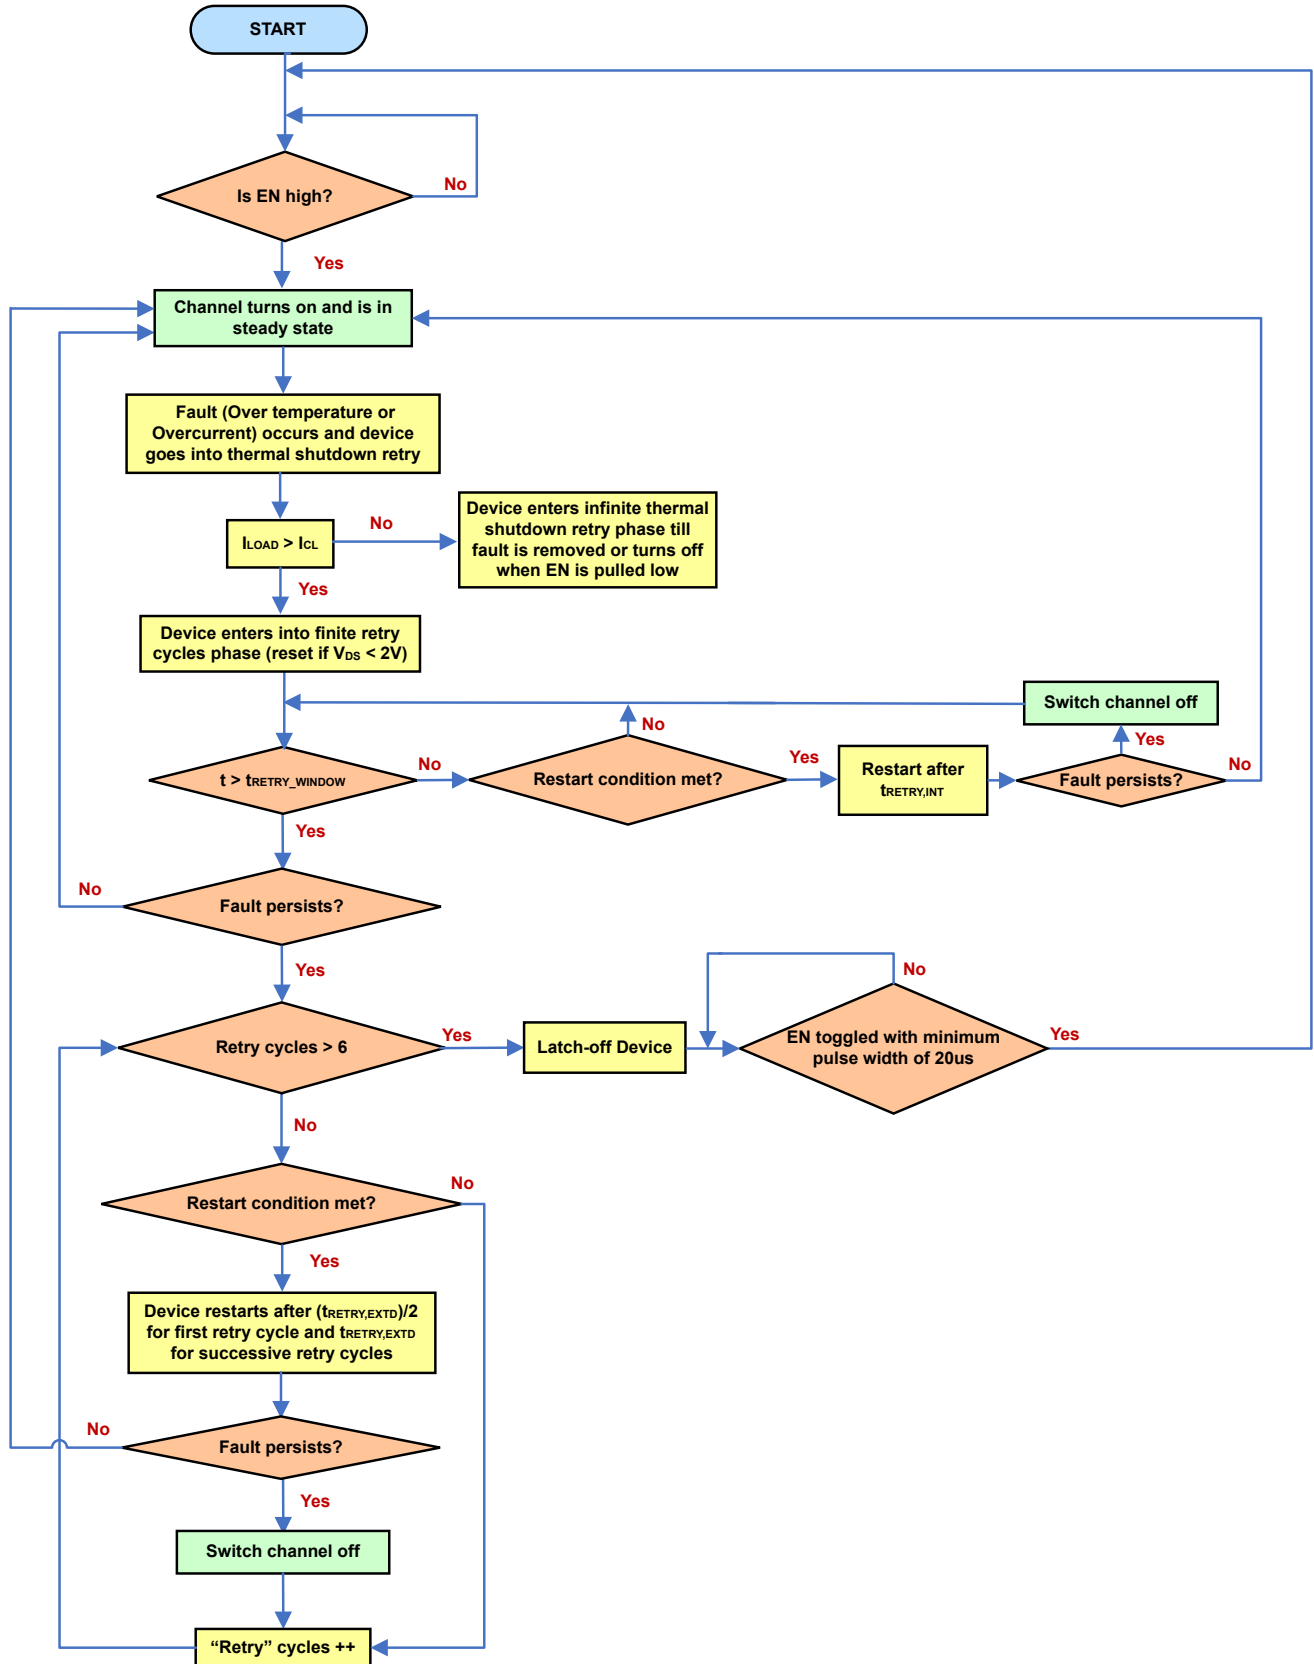 START
Is EN high?
No
Yes
Channel turns on and is in
steady state
Fault (Over temperature or
Overcurrent) occurs and device
goes into thermal shutdown retry
ILOAD > ICL
No
Device enters infinite thermal
shutdown retry phase till
fault is removed or turns off
when EN is pulled low
Yes
Device enters into finite retry
cycles phase (reset if VDS < 2V)
Switch channel off
No
Yes
t > tRETRY_WINDOW
No
Restart condition met?
Yes
Restart after
tRETRY,INT
Fault persists?
No
Yes
No
Fault persists?
Yes
No
Retry cycles > 6
Yes
Latch-off Device
EN toggled with minimum
pulse width of 20us
Yes
No
Restart condition met?
No
Yes
Device restarts after (tRETRY,EXTD)/2
for first retry cycle and tRETRY,EXTD
for successive retry cycles
No
Fault persists?
Yes
Switch channel off
“Retry” cycles ++